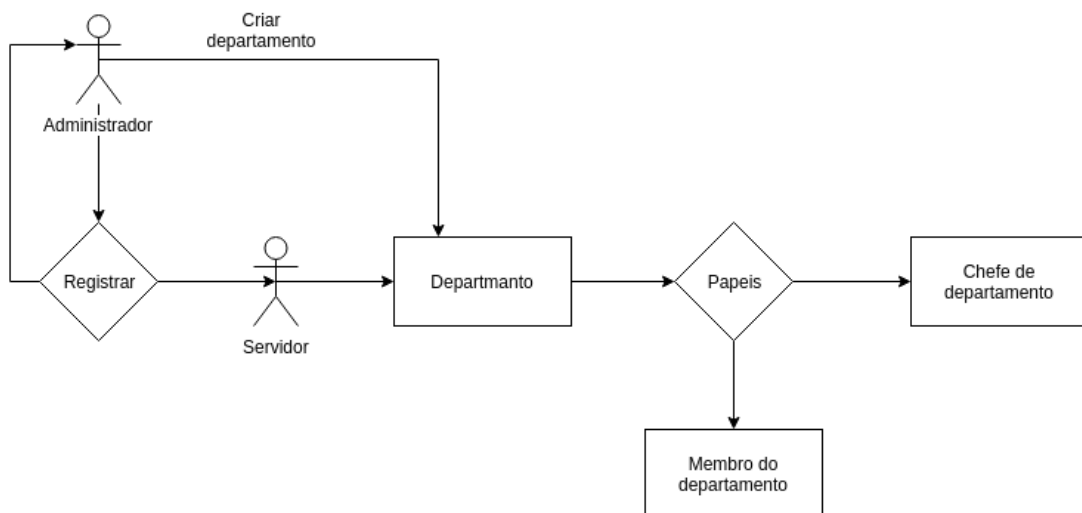 Criar
departamento
Administrador
Registrar
Servidor
Departmanto
Papeis
Chefe de
departamento
Membro do
departamento